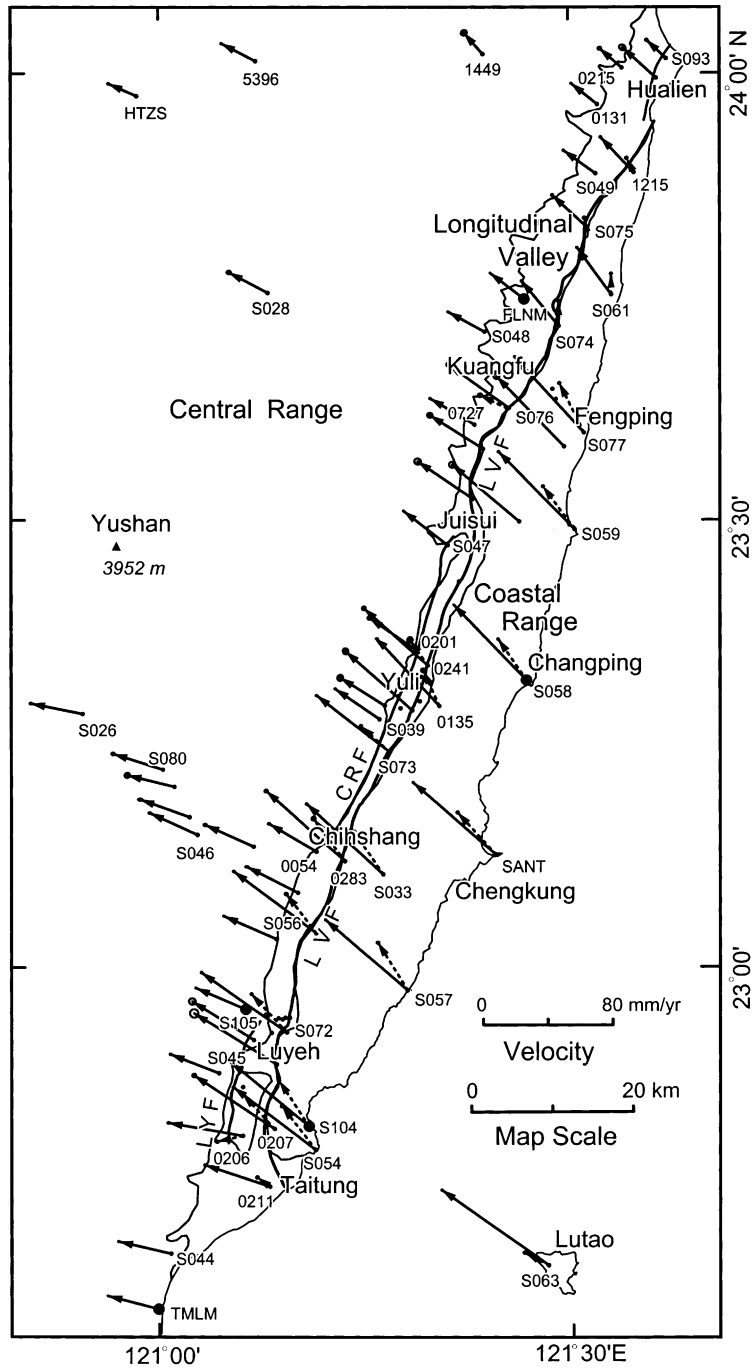 24°00' N
1449
5396
HTZS
S093
0215
Hualien
0131
S049
1215
Longitudinal
Valley
S075
S028
FLNM
S061
S048
S074
Kuangfu
Central Range
0727
S076
Fengping
S077
LVF
Yushan
3952 m
Juisui
23°30'
S059
S047
Coastal
Range
0201
0241
Changping
Yuli
S058
0135
S026
S039
S080
S073
CRF
S046
Chihshang
0054
0283
S033
SANT
Chengkung
S056
LVF
23°00'
S057
0 80 mm/yr
Velocity
S105
S072
Luyeh
S045
0 20 km
Map Scale
LYF
S104
0207
0206
S054
Taitung
0211
Lutao
S044
S063
TMLM
121°00'
121°30'E